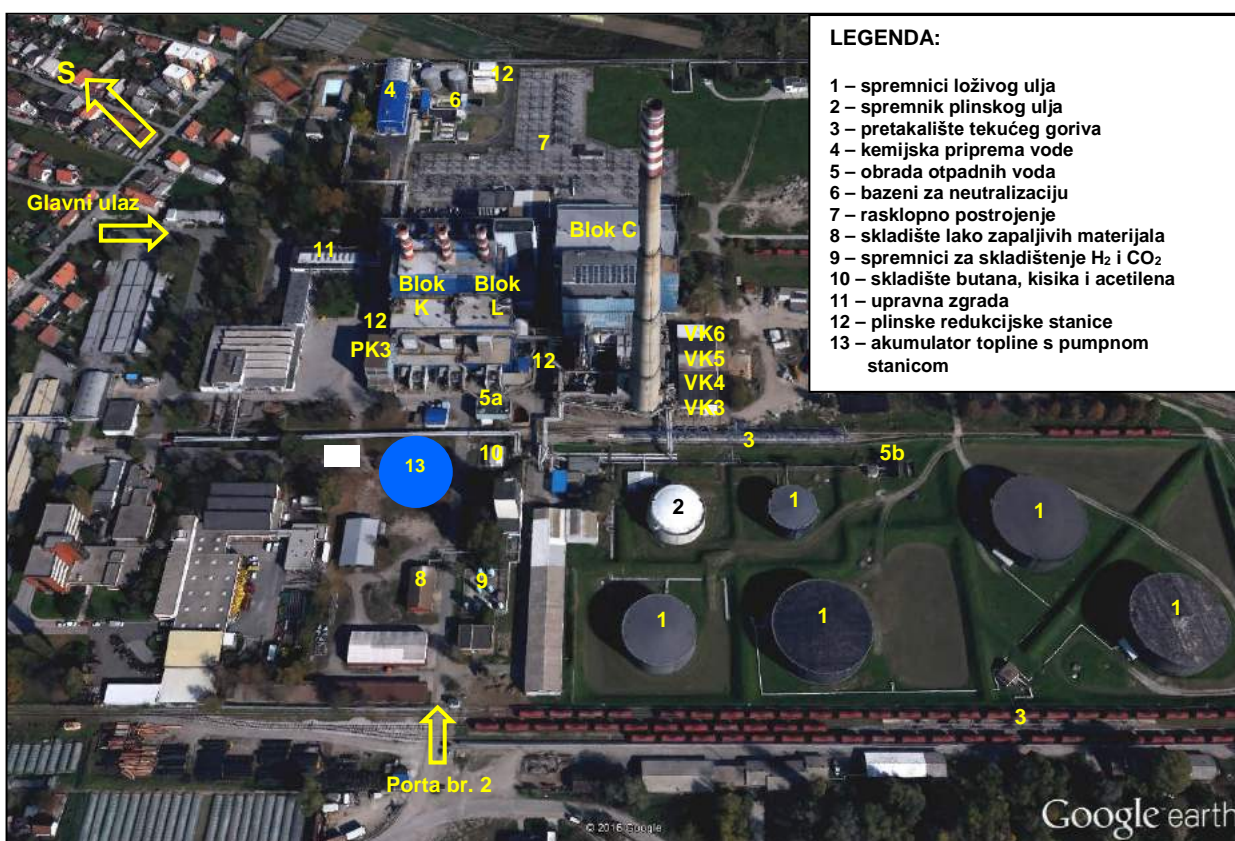 LEGENDA:
1 – spremnici loživog ulja
2 – spremnik plinskog ulja
3 – pretakalište tekućeg goriva
4 – kemijska priprema vode
5 – obrada otpadnih voda
6 – bazeni za neutralizaciju
7 – rasklopno postrojenje
8 – skladište lako zapaljivih materijala
9 – spremnici za skladištenje H₂ i CO₂
10 – skladište butana, kisika i acetilena
11 – upravna zgrada
12 – plinske redukcijske stanice
13 – akumulator topline s pumpnom
stanicom
S
4
12
6
7
Glavni ulaz
11
Blok C
Blok
K
Blok
L
12
PK3
12
VK6
VK5
VK4
VK3
5a
3
10
5b
13
2
1
1
8
9
1
1
1
3
Porta br. 2
© 2016 Google
Google earth